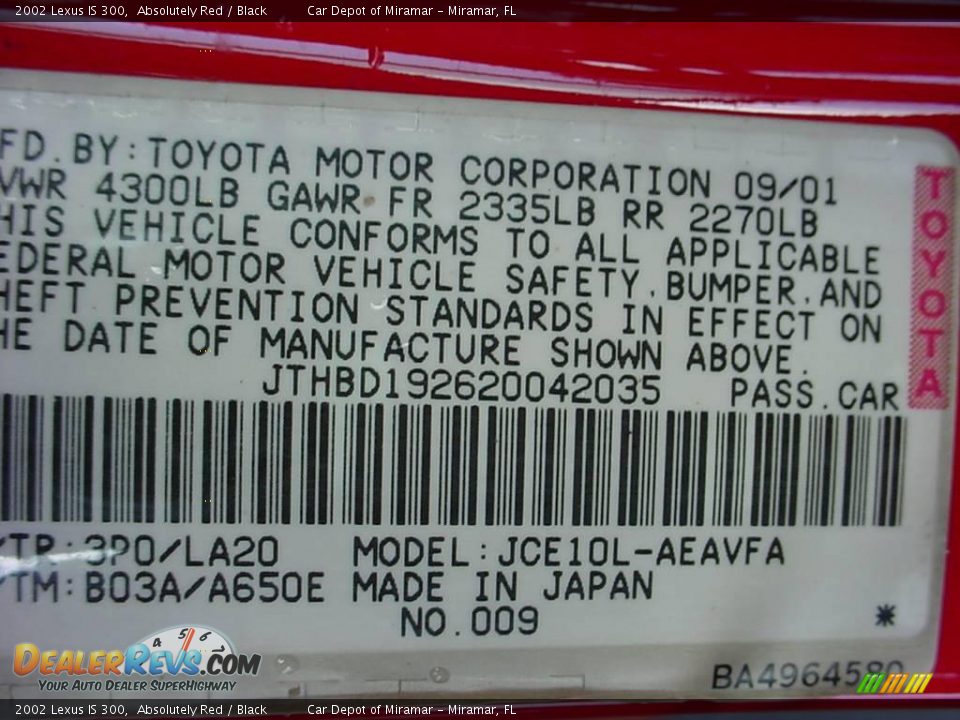 2002 Lexus IS 300, Absolutely Red / Black Car Depot of Miramar - Miramar, FL
FD.BY:TOYOTA MOTOR CORPORATION 09/01
VWR 4300LB GAWR FR 2335LB RR 2270LB
HIS VEHICLE CONFORMS TO ALL APPLICABLE
EDERAL MOTOR VEHICLE SAFETY,BUMPER,AND
HEFT PREVENTION STANDARDS IN EFFECT ON
HE DATE OF MANUFACTURE SHOWN ABOVE.
JTHBD192620042035 PASS.CAR
TOYOTA
/TR:3P0/LA20 MODEL:JCE10L-AEAVFA
/TM:B03A/A650E MADE IN JAPAN
NO.009
*
BA4964580
4 5 6
DealerRevs.com
Your Auto Dealer SuperHighway
2002 Lexus IS 300, Absolutely Red / Black Car Depot of Miramar - Miramar, FL